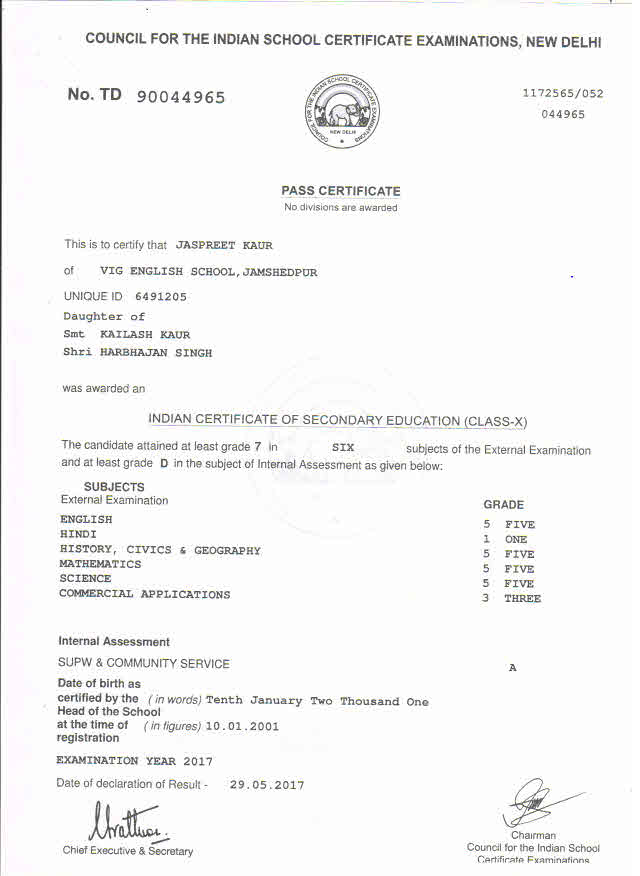 COUNCIL FOR THE INDIAN SCHOOL CERTIFICATE EXAMINATIONS, NEW DELHI
No. TD 90044965
1172565/052
044965
COUNCIL FOR THE INDIAN SCHOOL CERTIFICATE EXAMINATIONS
NEW DELHI
PASS CERTIFICATE
No divisions are awarded
This is to certify that JASPREET KAUR
of VIG ENGLISH SCHOOL,JAMSHEDPUR
UNIQUE ID 6491205
Daughter of
Smt KAILASH KAUR
Shri HARBHAJAN SINGH
was awarded an
INDIAN CERTIFICATE OF SECONDARY EDUCATION (CLASS-X)
The candidate attained at least grade 7 in SIX subjects of the External Examination
and at least grade D in the subject of Internal Assessment as given below:
SUBJECTS
External Examination GRADE
ENGLISH 5 FIVE
HINDI 1 ONE
HISTORY, CIVICS & GEOGRAPHY 5 FIVE
MATHEMATICS 5 FIVE
SCIENCE 5 FIVE
COMMERCIAL APPLICATIONS 3 THREE
Internal Assessment
SUPW & COMMUNITY SERVICE A
Date of birth as
certified by the (in words) Tenth January Two Thousand One
Head of the School
at the time of (in figures) 10.01.2001
registration
EXAMINATION YEAR 2017
Date of declaration of Result - 29.05.2017
Chief Executive & Secretary
Chairman
Council for the Indian School
Certificate Examinations